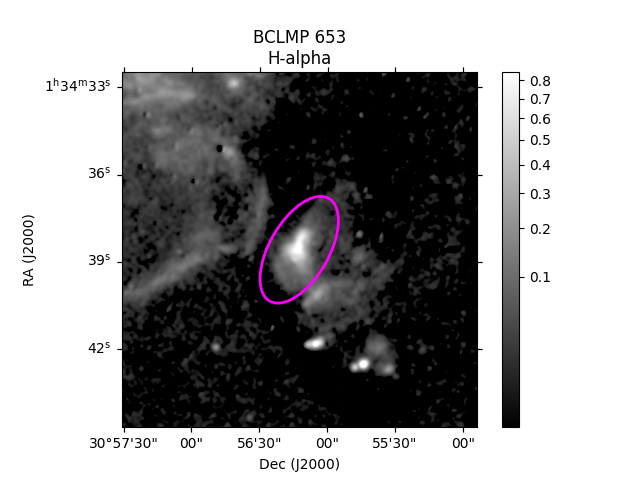 BCLMP 653
H-alpha
1ʰ34ᵐ33ˢ
36ˢ
39ˢ
42ˢ
RA (J2000)
30°57'30" 00" 56'30" 00" 55'30" 00"
Dec (J2000)
0.8
0.7
0.6
0.5
0.4
0.3
0.2
0.1